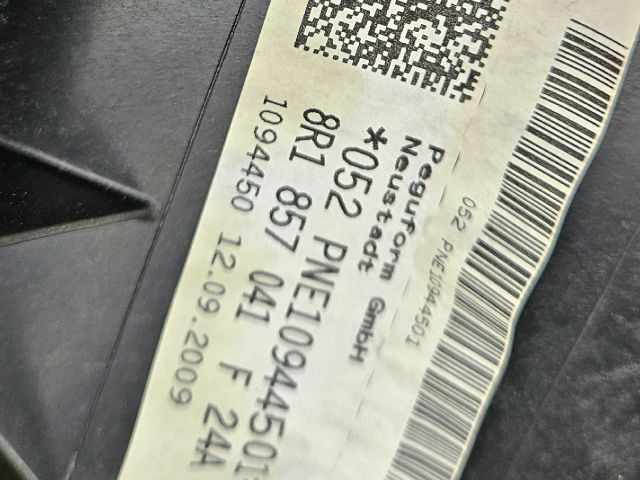 052 PNE10944501
Peguform GmbH
Neustadt
*052 PNE10944501*
8R1 857 041 F 24A
1094450 12.09.2009